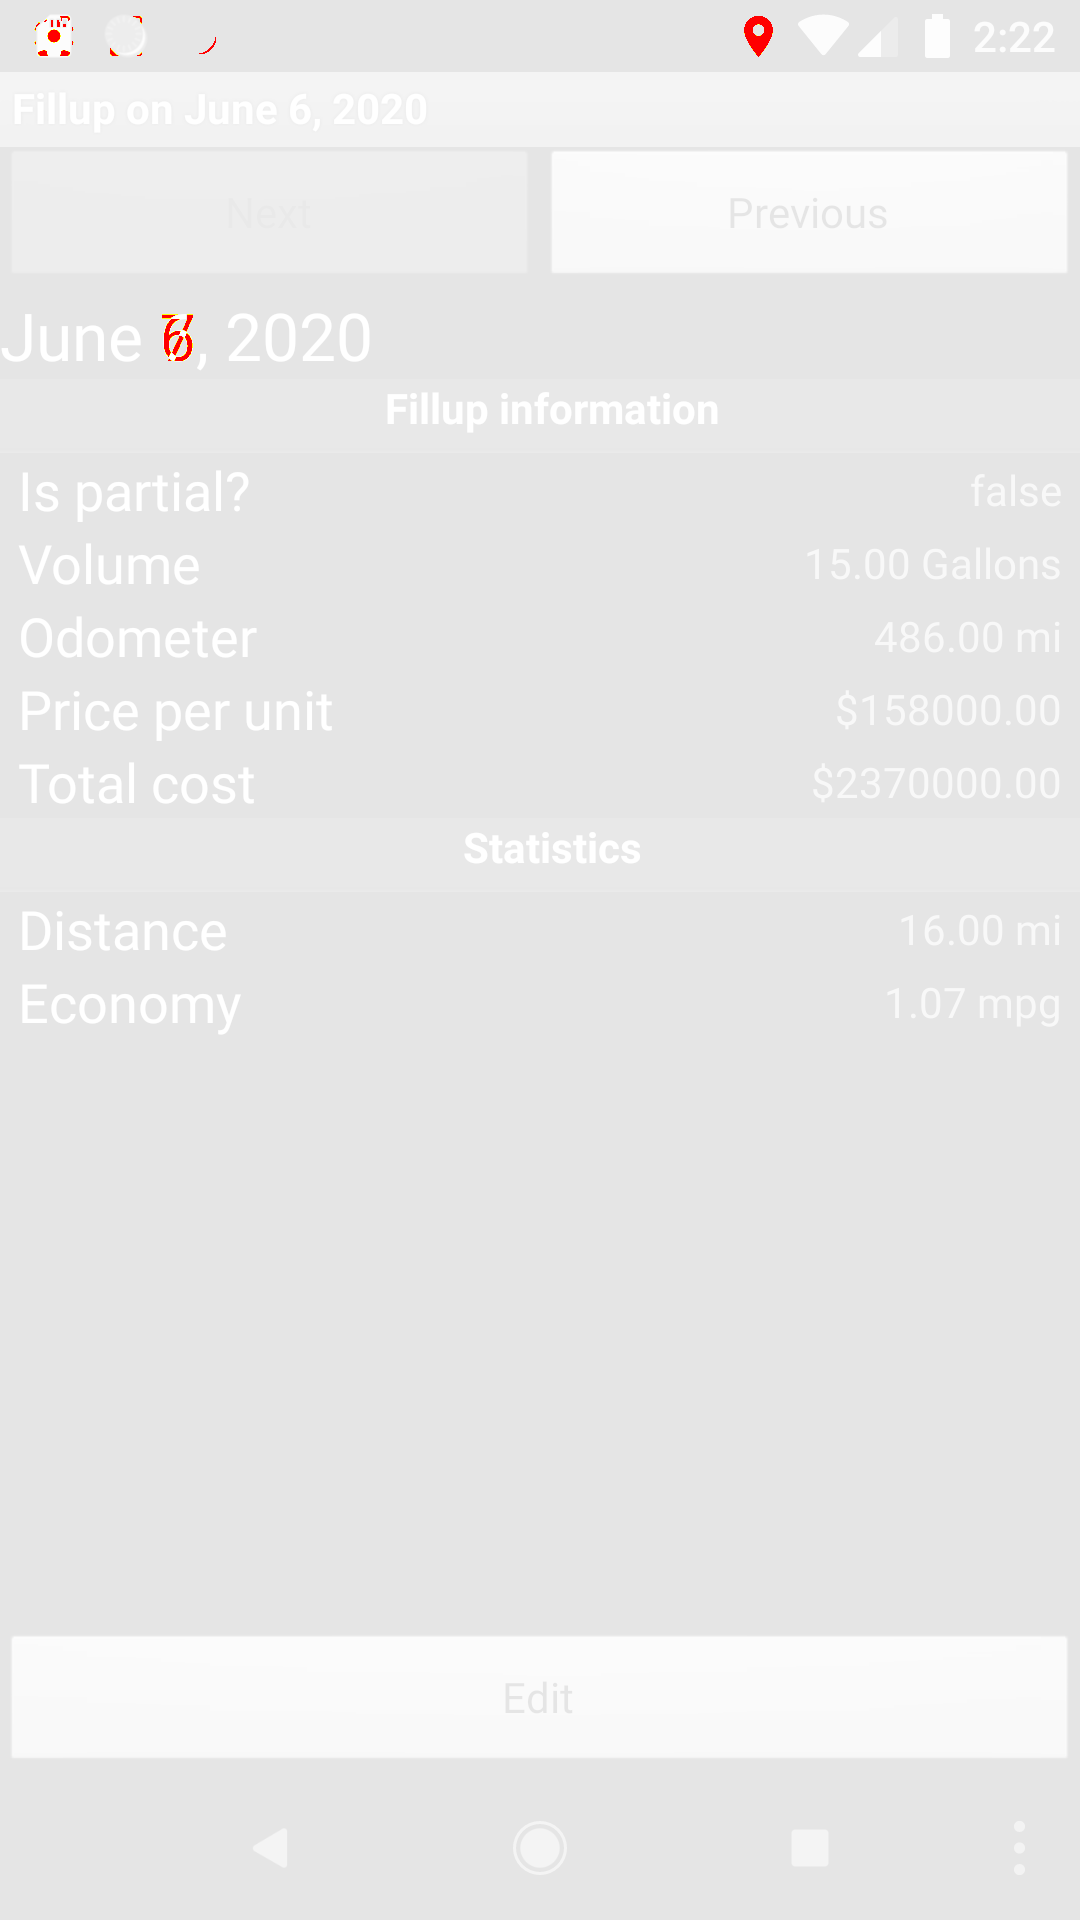 2:22
Fillup on June 6, 2020
Next
Previous
June , 2020
Fillup information
Is partial?
false
Volume
15.00 Gallons
Odometer
486.00 mi
Price per unit
$158000.00
Total cost
$2370000.00
Statistics
Distance
16.00 mi
Economy
1.07 mpg
Edit